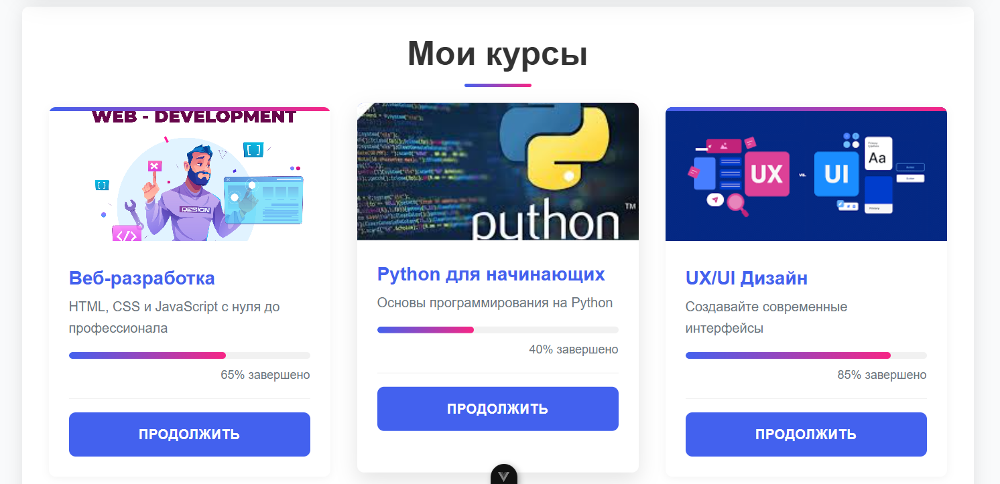 Мои курсы
WEB - DEVELOPMENT
DESIGN
Веб-разработка
HTML, CSS и JavaScript с нуля до
профессионала
65% завершено
ПРОДОЛЖИТЬ
python
TM
Python для начинающих
Основы программирования на Python
40% завершено
ПРОДОЛЖИТЬ
UX
UI
Aa
UX/UI Дизайн
Создавайте современные
интерфейсы
85% завершено
ПРОДОЛЖИТЬ